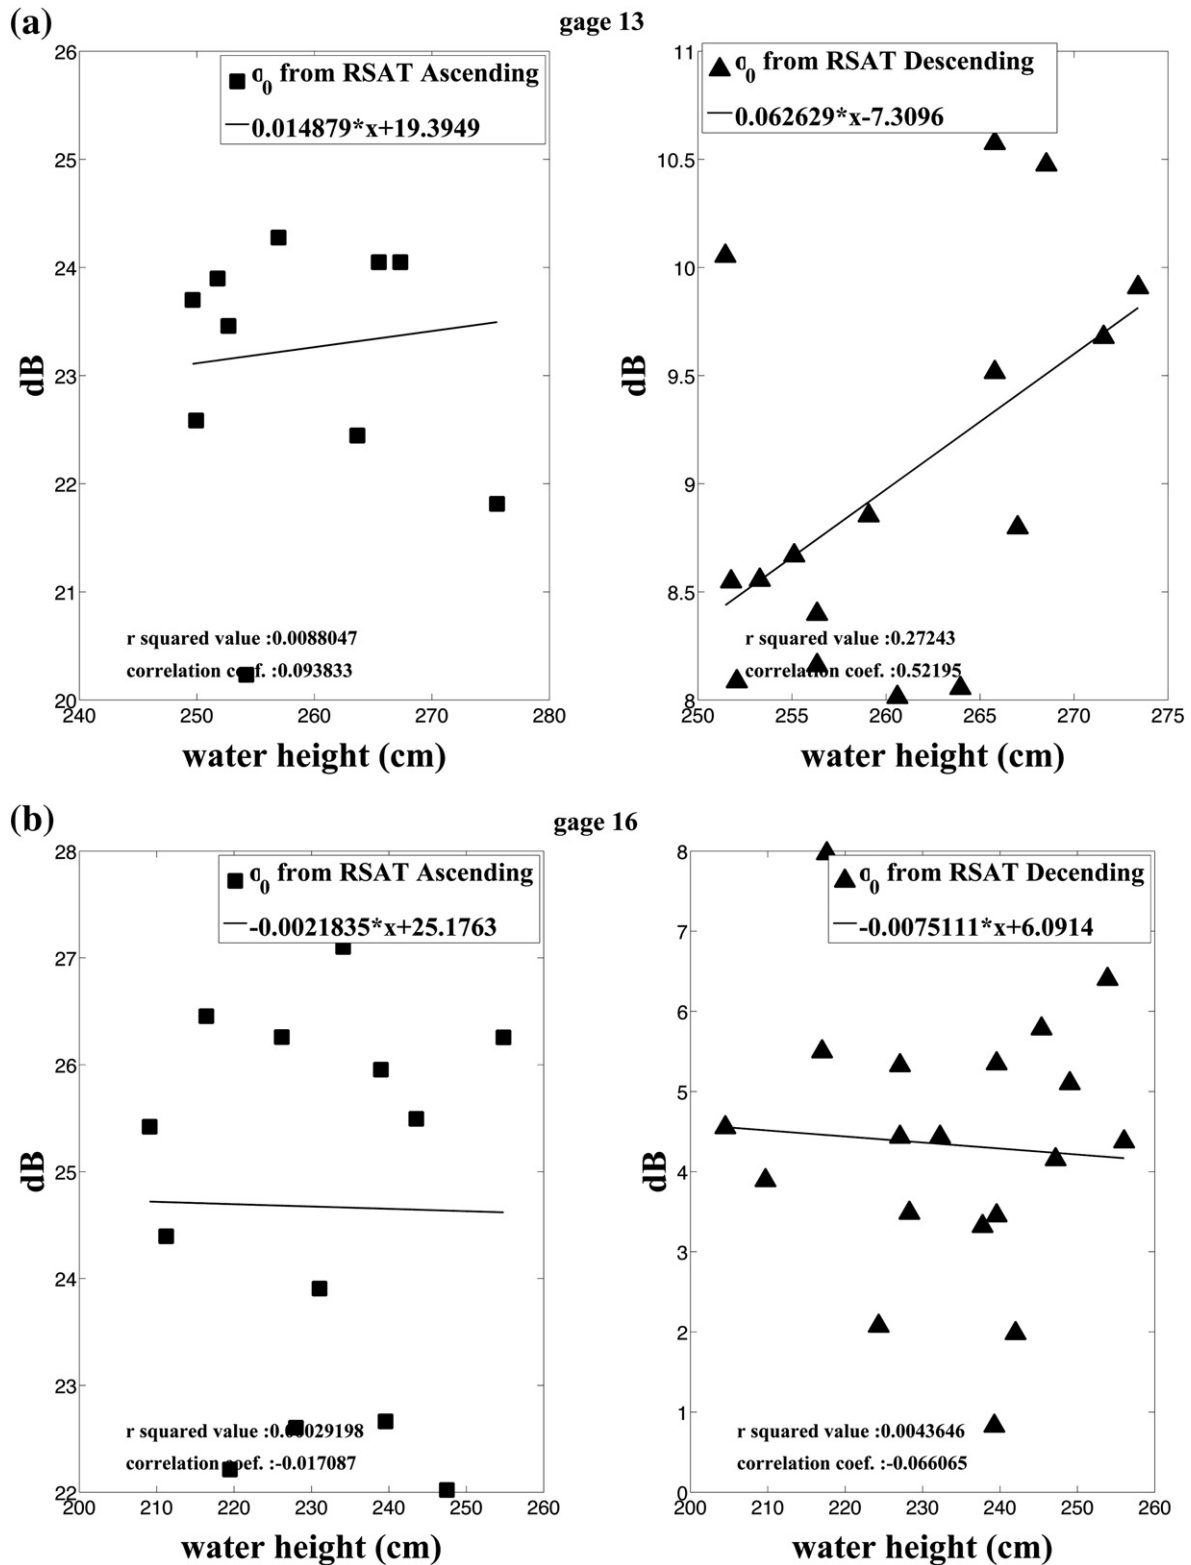 (a)
gage 13
σ0 from RSAT Ascending
0.014879*x+19.3949
26
25
24
23
22
21
20
dB
r squared value :0.0088047
correlation coef. :0.093833
240 250 260 270 280
water height (cm)
σ0 from RSAT Descending
0.062629*x-7.3096
11
10.5
10
9.5
9
8.5
8
dB
r squared value :0.27243
correlation coef. :0.52195
250 255 260 265 270 275
water height (cm)
(b)
gage 16
σ0 from RSAT Ascending
-0.0021835*x+25.1763
28
27
26
25
24
23
22
dB
r squared value :0.00029198
correlation coef. :-0.017087
200 210 220 230 240 250 260
water height (cm)
σ0 from RSAT Decending
-0.0075111*x+6.0914
8
7
6
5
4
3
2
1
0
dB
r squared value :0.0043646
correlation coef. :-0.066065
200 210 220 230 240 250 260
water height (cm)